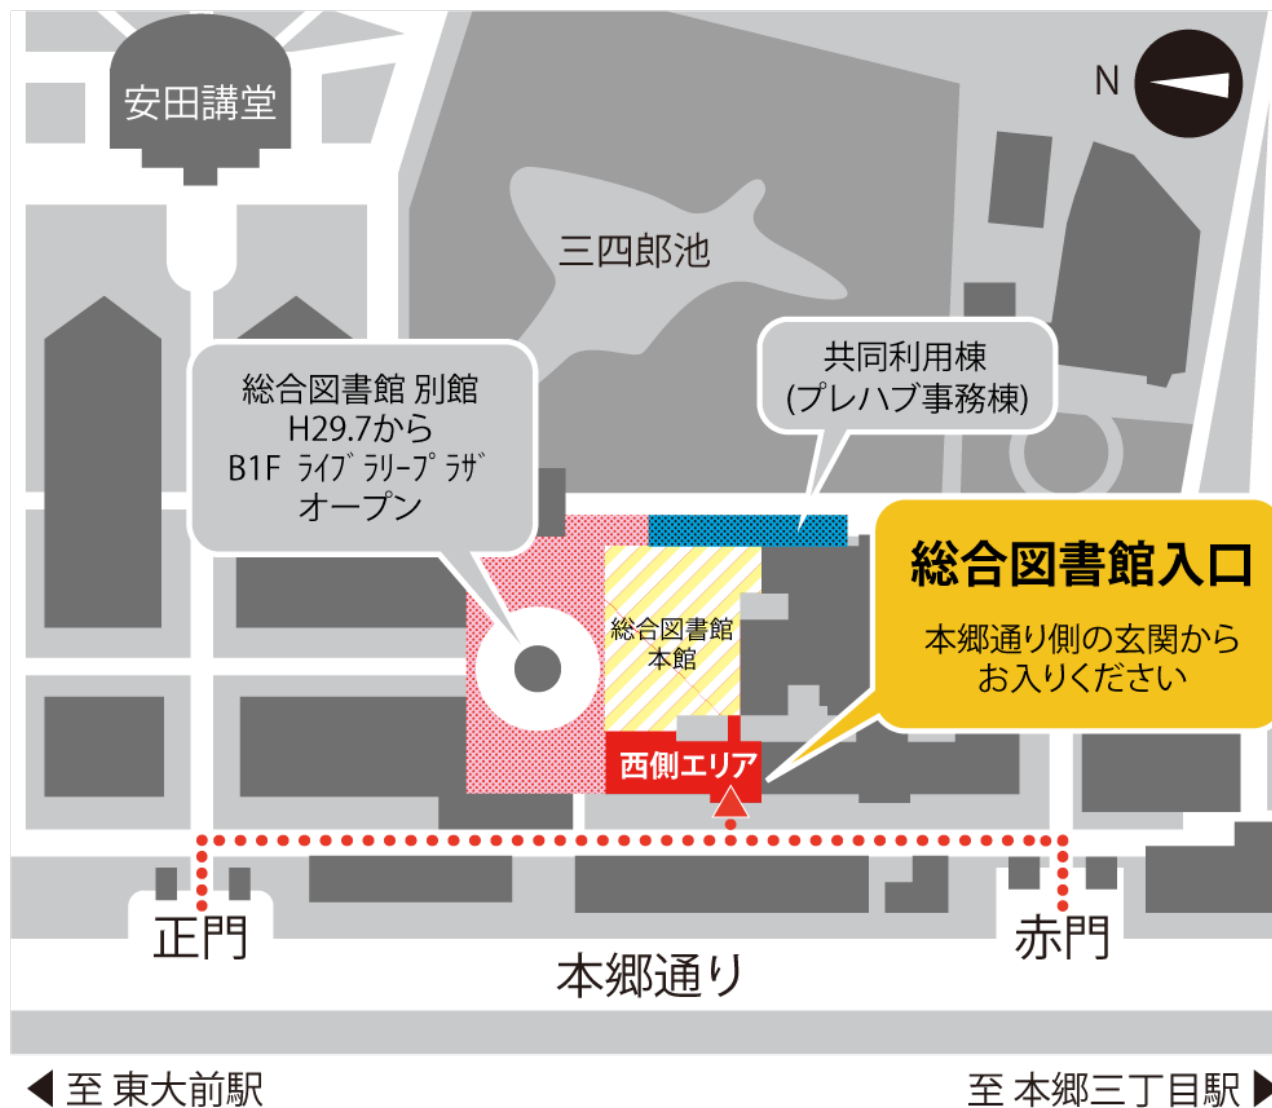 安田講堂
N
三四郎池
共同利用棟
(プレハブ事務棟)
総合図書館 別館
H29.7から
B1F ﾗｲﾌﾞﾗﾘｰﾌﾟﾗｻﾞ
オープン
総合図書館入口
本郷通り側の玄関から
お入りください
総合図書館
本館
西側エリア
正門
赤門
本郷通り
至 東大前駅
至 本郷三丁目駅